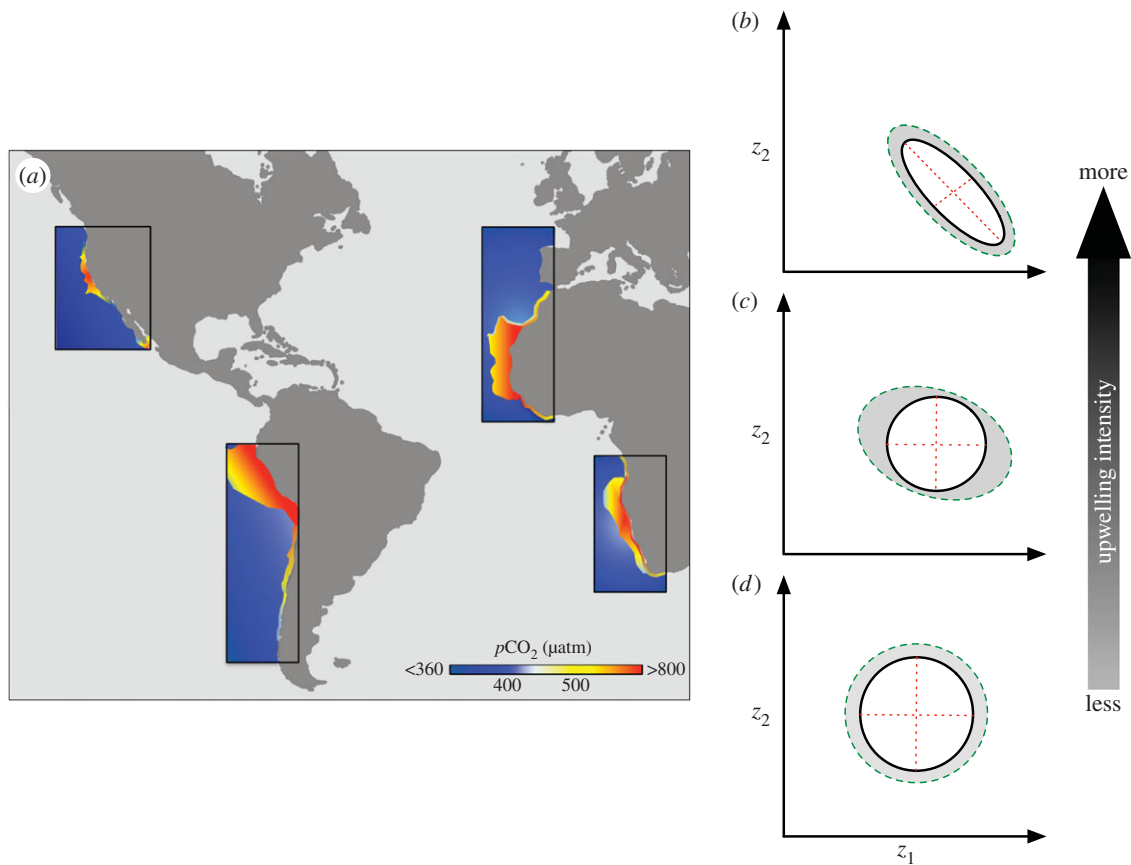 (a)
pCO2 (µatm)
<360
>800
400
500
(b)
z2
(c)
z2
(d)
z2
z1
more
upwelling intensity
less